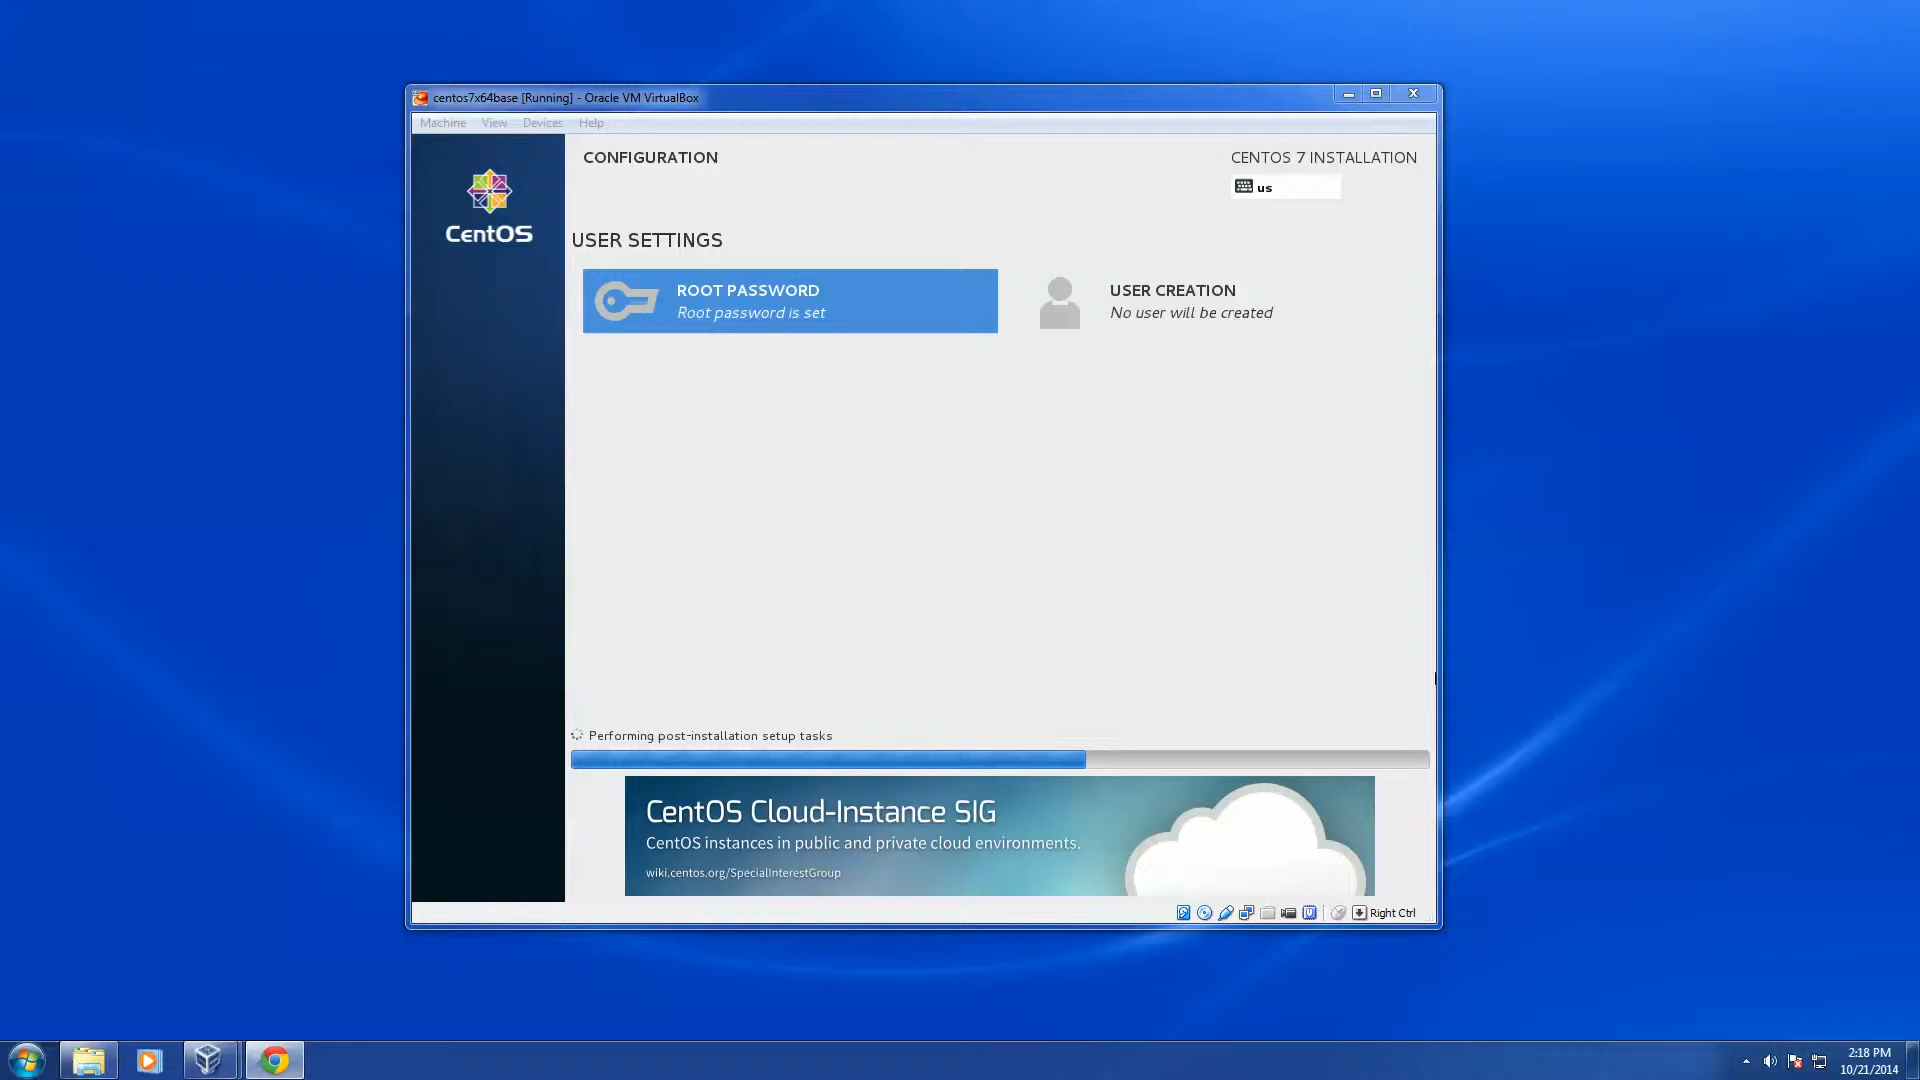 centos7x64base [Running] - Oracle VM VirtualBox
Machine View Devices Help
CentOS
CONFIGURATION
CENTOS 7 INSTALLATION
us
USER SETTINGS
ROOT PASSWORD
Root password is set
USER CREATION
No user will be created
Performing post-installation setup tasks
CentOS Cloud-Instance SIG
CentOS instances in public and private cloud environments.
wiki.centos.org/SpecialInterestGroup
Right Ctrl
2:18 PM
10/21/2014